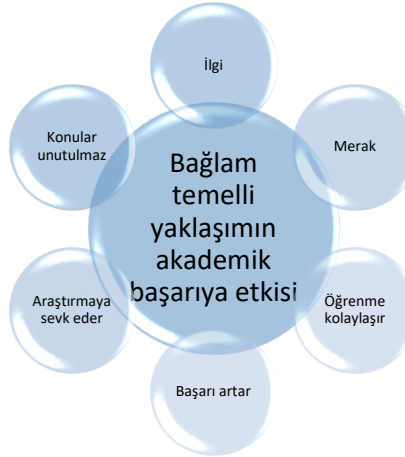 İlgi
Merak
Öğrenme
kolaylaşır
Başarı artar
Araştırmaya
sevk eder
Konular
unutulmaz
Bağlam
temelli
yaklaşımın
akademik
başarıya etkisi